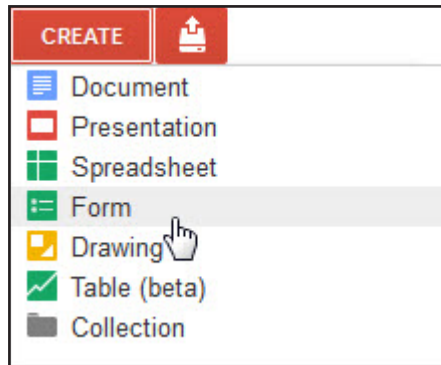 CREATE
Document
Presentation
Spreadsheet
Form
Drawing
Table (beta)
Collection